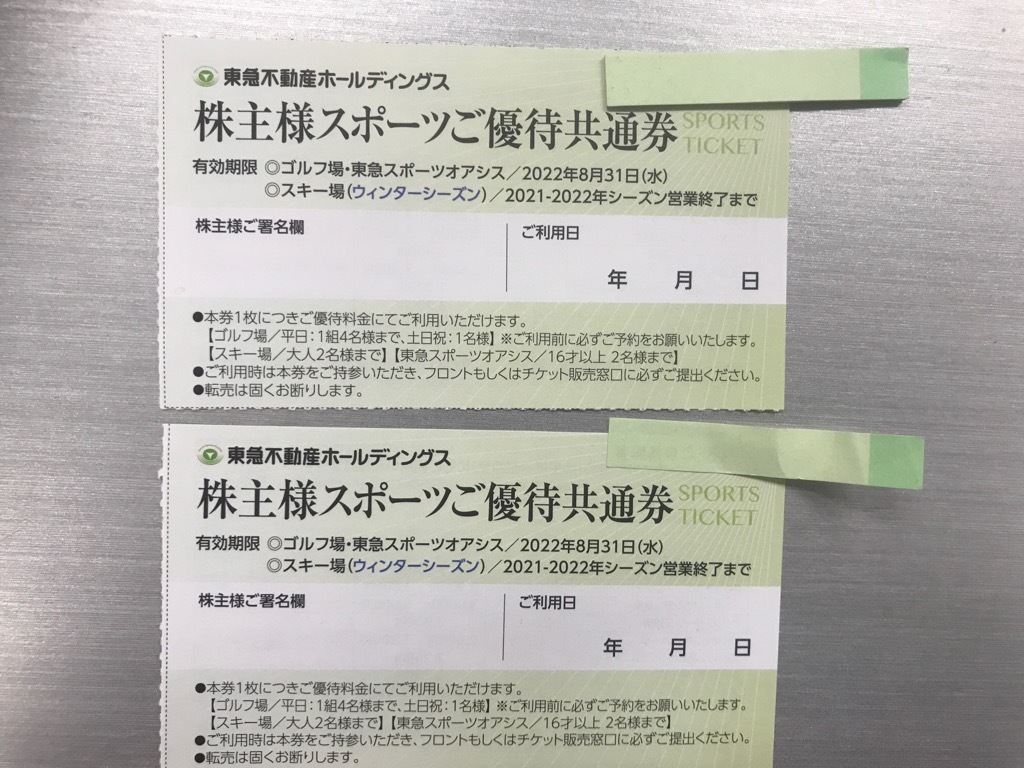 東急不動産ホールディングス
株主様スポーツご優待共通券 SPORTS TICKET
有効期限 ◎ゴルフ場・東急スポーツオアシス/2022年8月31日(水)
◎スキー場(ウィンターシーズン)/2021-2022年シーズン営業終了まで
株主様ご署名欄 ご利用日
年 月 日
●本券1枚につきご優待料金にてご利用いただけます。
【ゴルフ場/平日:1組4名様まで、土日祝:1名様】※ご利用前に必ずご予約をお願いいたします。
【スキー場/大人2名様まで】【東急スポーツオアシス/16才以上 2名様まで】
●ご利用時は本券をご持参いただき、フロントもしくはチケット販売窓口に必ずご提出ください。
●転売は固くお断りします。
東急不動産ホールディングス
株主様スポーツご優待共通券 SPORTS TICKET
有効期限 ◎ゴルフ場・東急スポーツオアシス/2022年8月31日(水)
◎スキー場(ウィンターシーズン)/2021-2022年シーズン営業終了まで
株主様ご署名欄 ご利用日
年 月 日
●本券1枚につきご優待料金にてご利用いただけます。
【ゴルフ場/平日:1組4名様まで、土日祝:1名様】※ご利用前に必ずご予約をお願いいたします。
【スキー場/大人2名様まで】【東急スポーツオアシス/16才以上 2名様まで】
●ご利用時は本券をご持参いただき、フロントもしくはチケット販売窓口に必ずご提出ください。
●転売は固くお断りします。